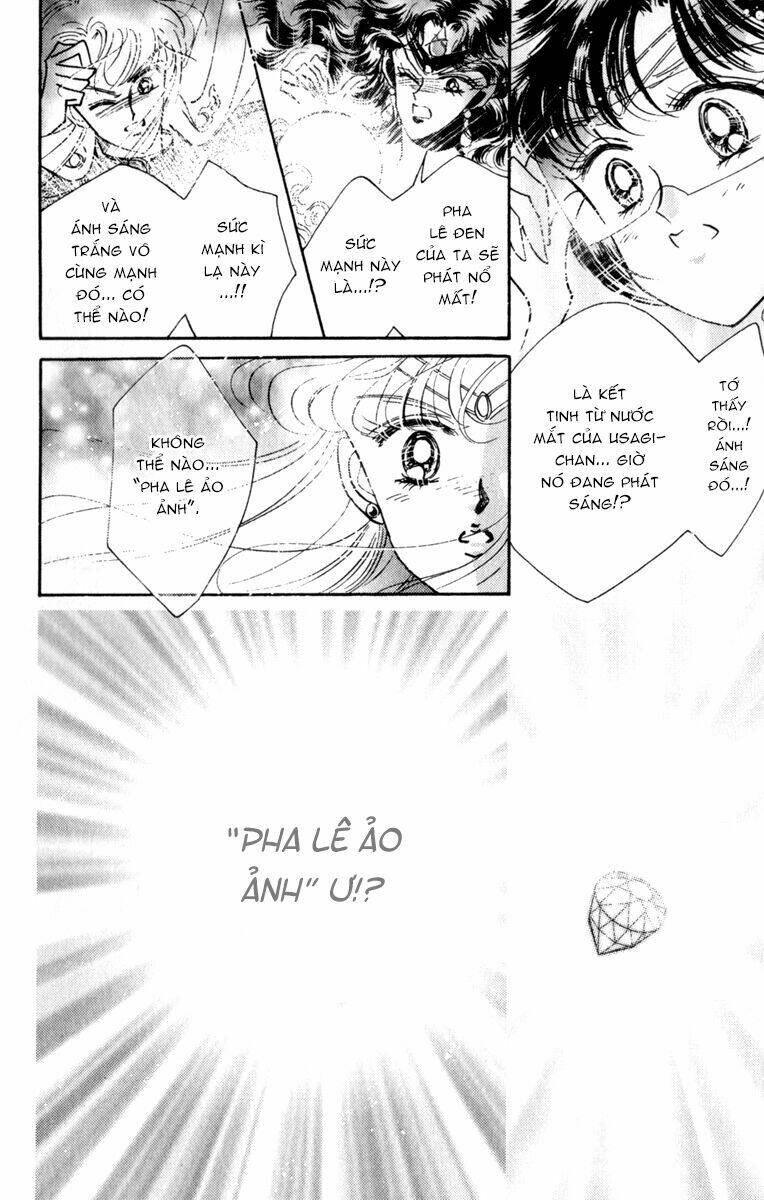 TỚ
THẤY
RỒI...!
ÁNH
SÁNG
ĐÓ...!
LÀ KẾT
TINH TỪ NƯỚC
MẮT CỦA USAGI-
CHAN... GIỜ
NÓ ĐANG PHÁT
SÁNG!?
PHA
LÊ ĐEN
CỦA TA SẼ
PHÁT NỔ
MẤT!
SỨC
MẠNH NÀY
LÀ...!?
SỨC
MẠNH KÌ
LẠ NÀY
...!!
VÀ
ÁNH SÁNG
TRẮNG VÔ
CÙNG MẠNH
ĐÓ... CÓ
THỂ NÀO!
KHÔNG
THỂ NÀO...
"PHA LÊ ẢO
ẢNH".
"PHA LÊ ẢO
ẢNH" Ư!?